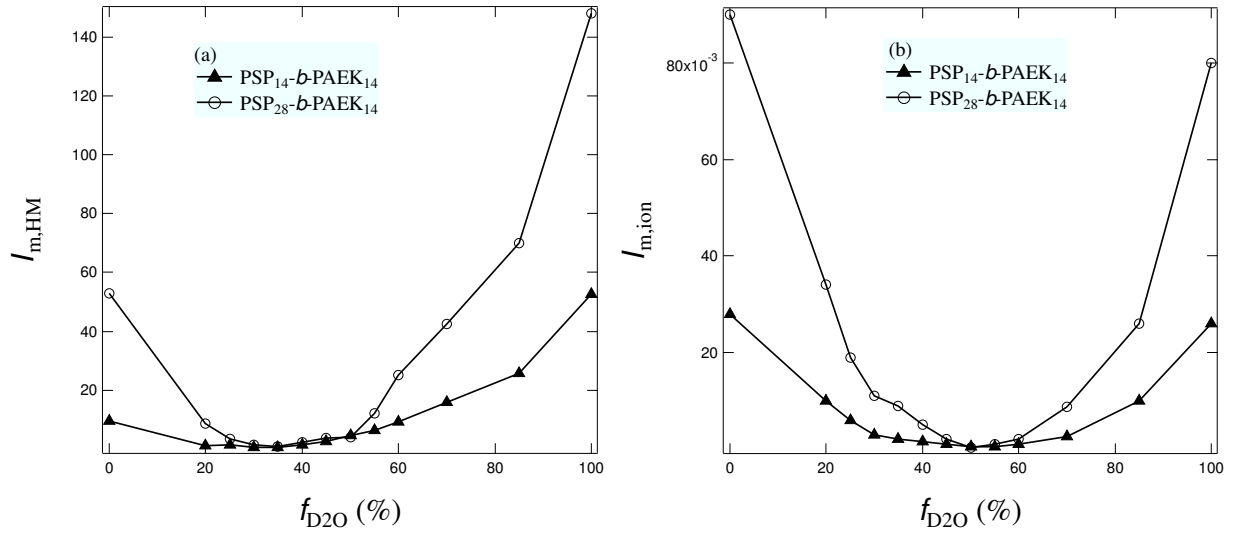 (a)
PSP14-b-PAEK14
PSP28-b-PAEK14
140
120
100
80
60
40
20
0 20 40 60 80 100
Im,HM
fD2O (%)
(b)
PSP14-b-PAEK14
PSP28-b-PAEK14
80x10-3
60
40
20
0 20 40 60 80 100
Im,ion
fD2O (%)